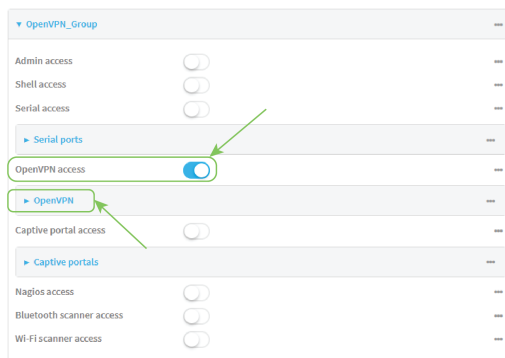 OpenVPN_Group
Admin access
Shell access
Serial access
Serial ports
OpenVPN access
OpenVPN
Captive portal access
Captive portals
Nagios access
Bluetooth scanner access
Wi-Fi scanner access